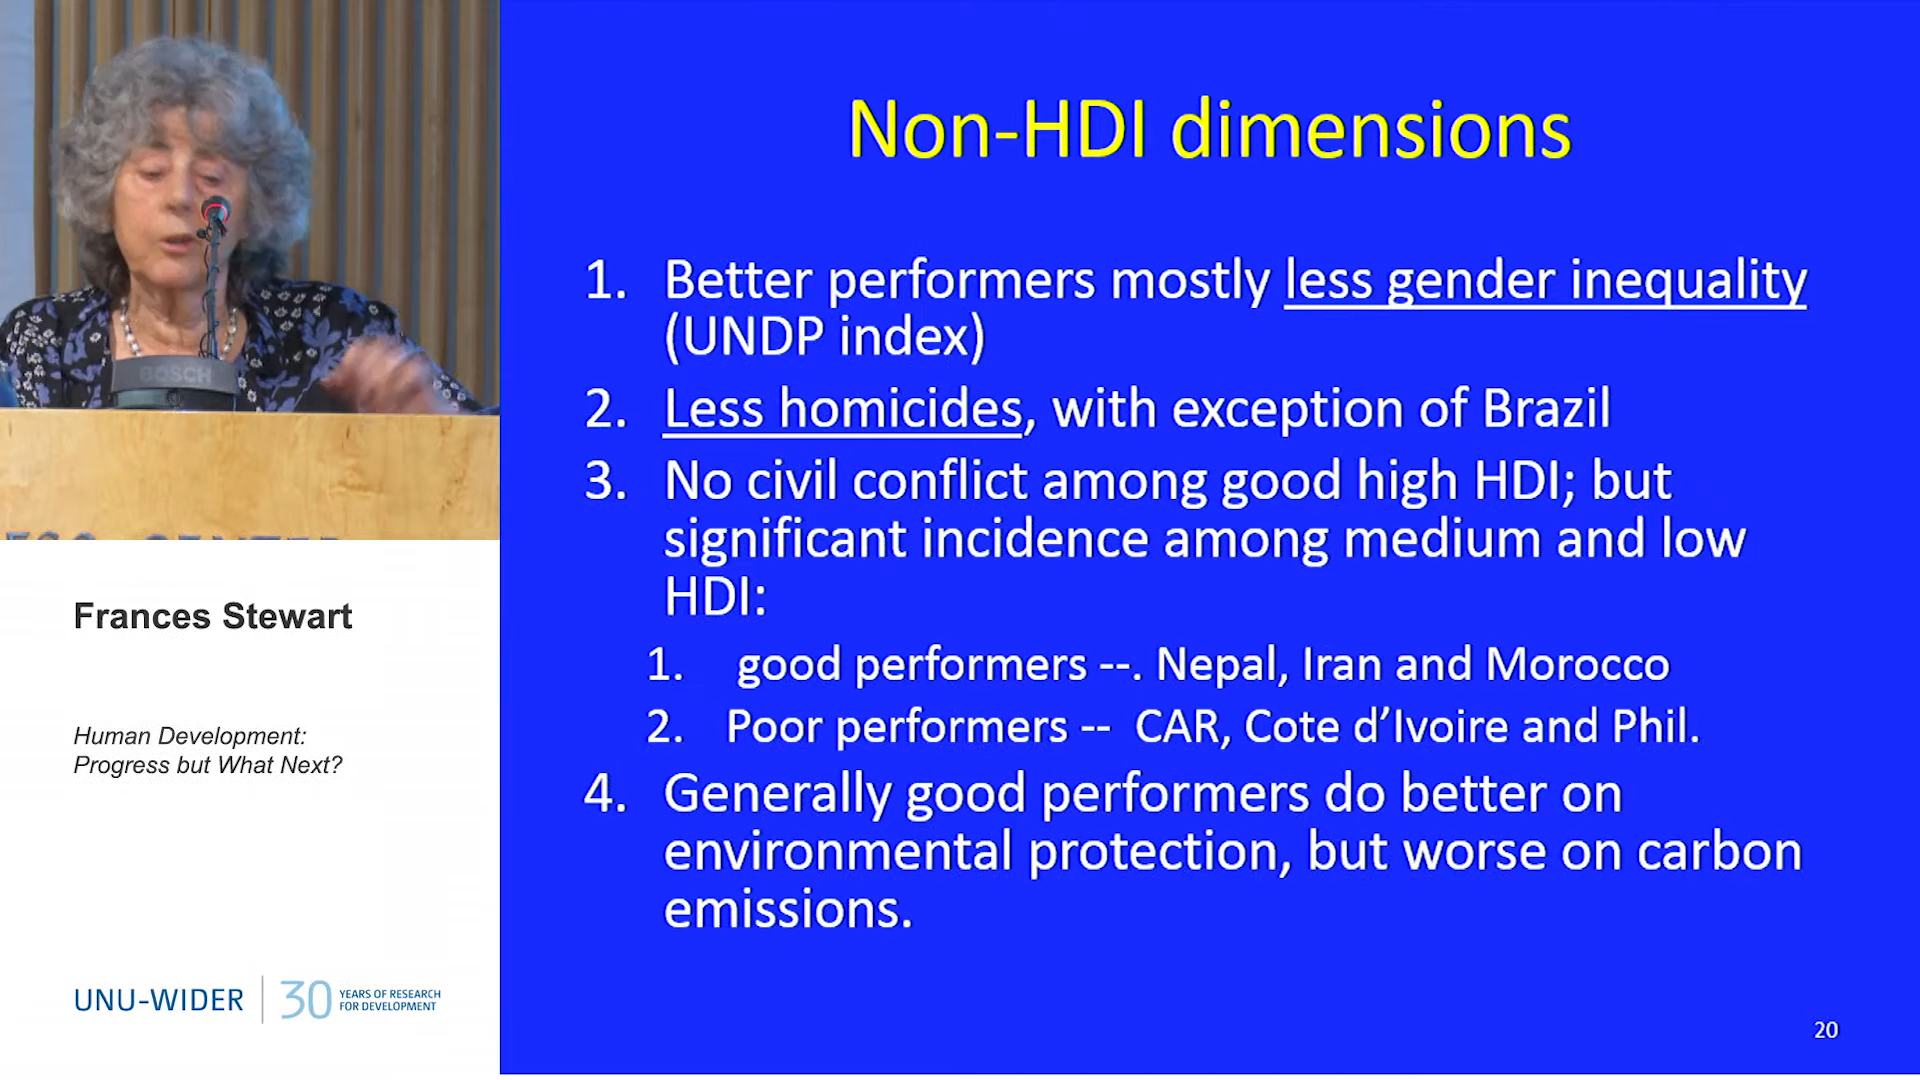 Non-HDI dimensions
1. Better performers mostly less gender inequality
(UNDP index)
2. Less homicides, with exception of Brazil
3. No civil conflict among good high HDI; but
significant incidence among medium and low
HDI:
1. good performers --. Nepal, Iran and Morocco
2. Poor performers -- CAR, Cote d’Ivoire and Phil.
4. Generally good performers do better on
environmental protection, but worse on carbon
emissions.
20
BOSCH
Frances Stewart
Human Development:
Progress but What Next?
UNU-WIDER
30 YEARS OF RESEARCH
FOR DEVELOPMENT